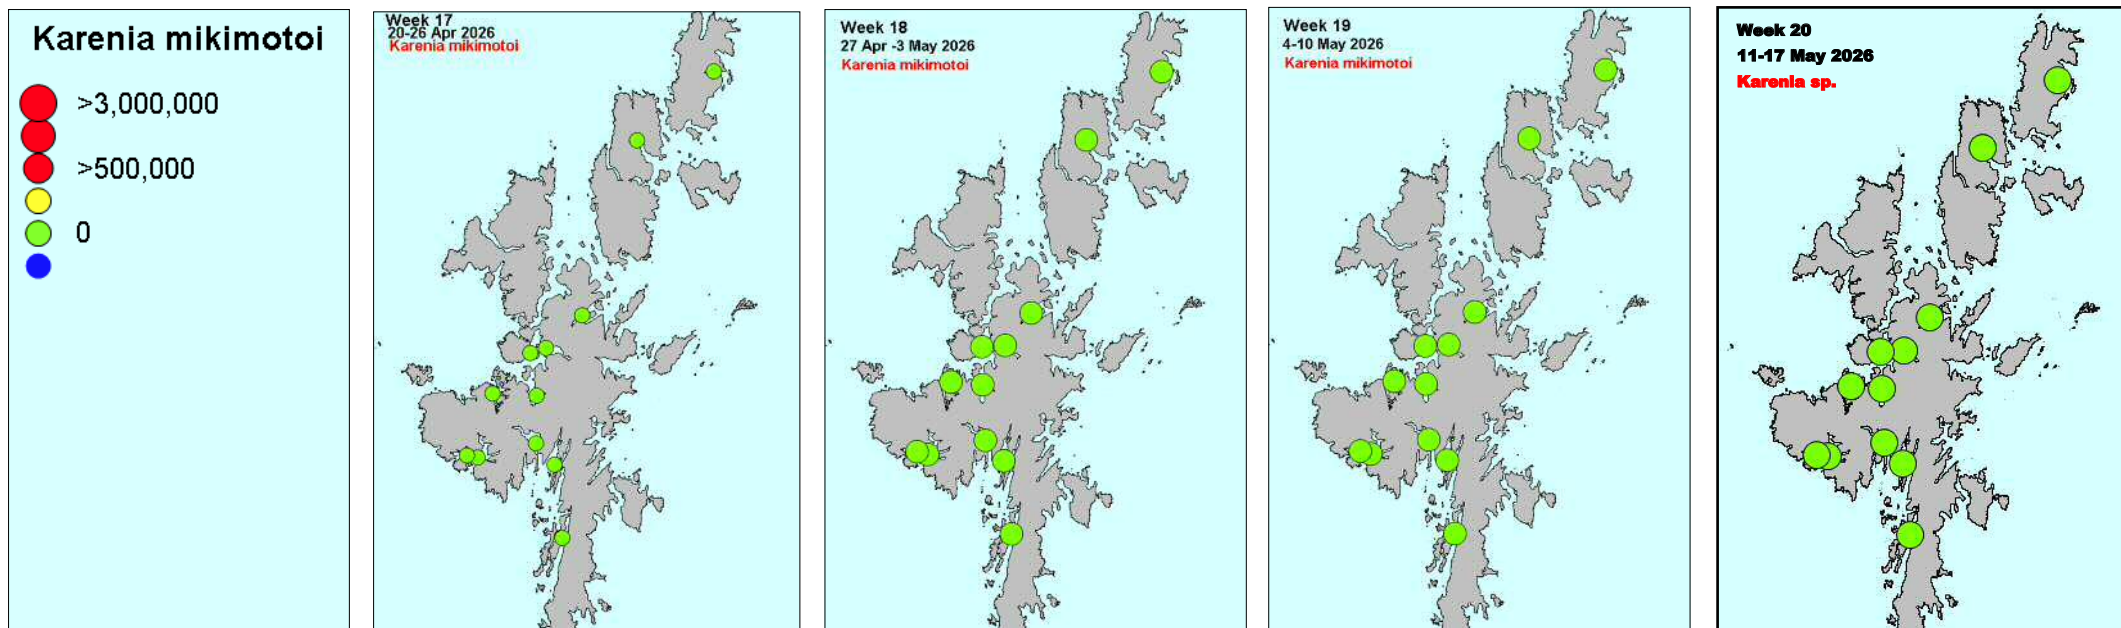 Karenia mikimotoi
>3,000,000
>500,000
0
Week 17
20-26 Apr 2026
Karenia mikimotoi
Week 18
27 Apr -3 May 2026
Karenia mikimotoi
Week 19
4-10 May 2026
Karenia mikimotoi
Week 20
11-17 May 2026
Karenia sp.